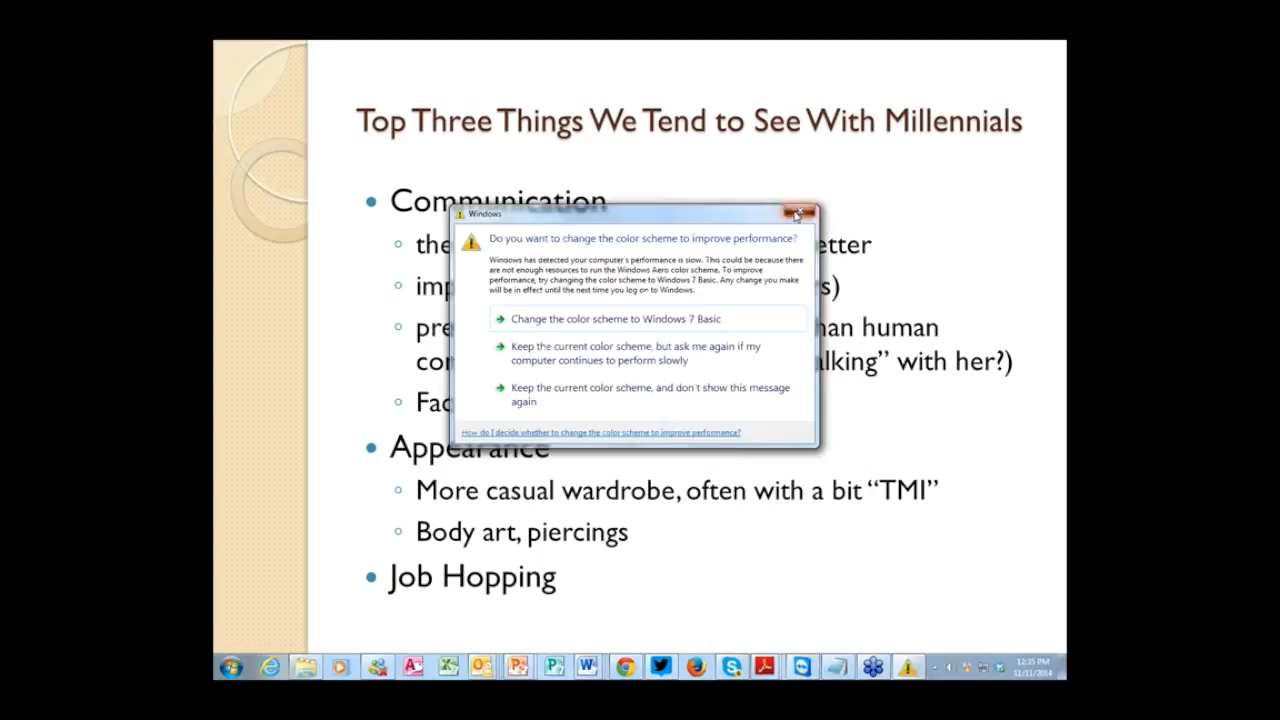 Top Three Things We Tend to See With Millennials
Communication
Windows
Do you want to change the color scheme to improve performance?
Windows has detected your computer's performance is slow. This could be because there
are not enough resources to run the Windows Aero color scheme. To improve
performance, try changing the color scheme to Windows 7 Basic. Any change you make
will be in effect until the next time you log on to Windows.
Change the color scheme to Windows 7 Basic
Keep the current color scheme, but ask me again if my
computer continues to perform slowly
Keep the current color scheme, and don't show this message
again
How do I decide whether to change the color scheme to improve performance?
the
etter
imp
s)
pre
han human
con
alking” with her?)
Fac
Appearance
More casual wardrobe, often with a bit “TMI”
Body art, piercings
Job Hopping
12:35 PM
11/11/2014